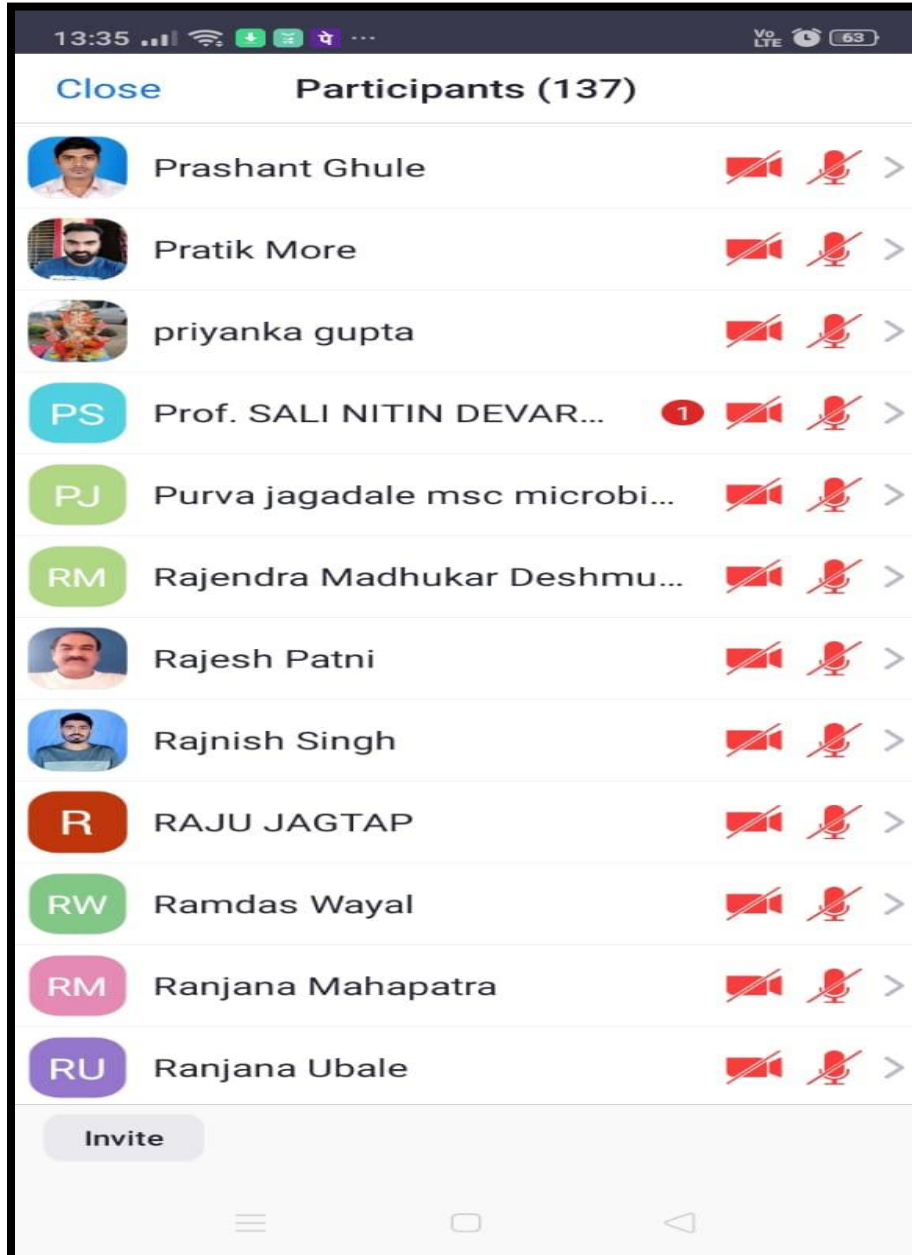 13:35 पे ... Vo LTE 63
Close Participants (137)
Prashant Ghule
Pratik More
priyanka gupta
PS Prof. SALI NITIN DEVAR... 1
PJ Purva jagadale msc microbi...
RM Rajendra Madhukar Deshmu...
Rajesh Patni
Rajnish Singh
R RAJU JAGTAP
RW Ramdas Wayal
RM Ranjana Mahapatra
RU Ranjana Ubale
Invite